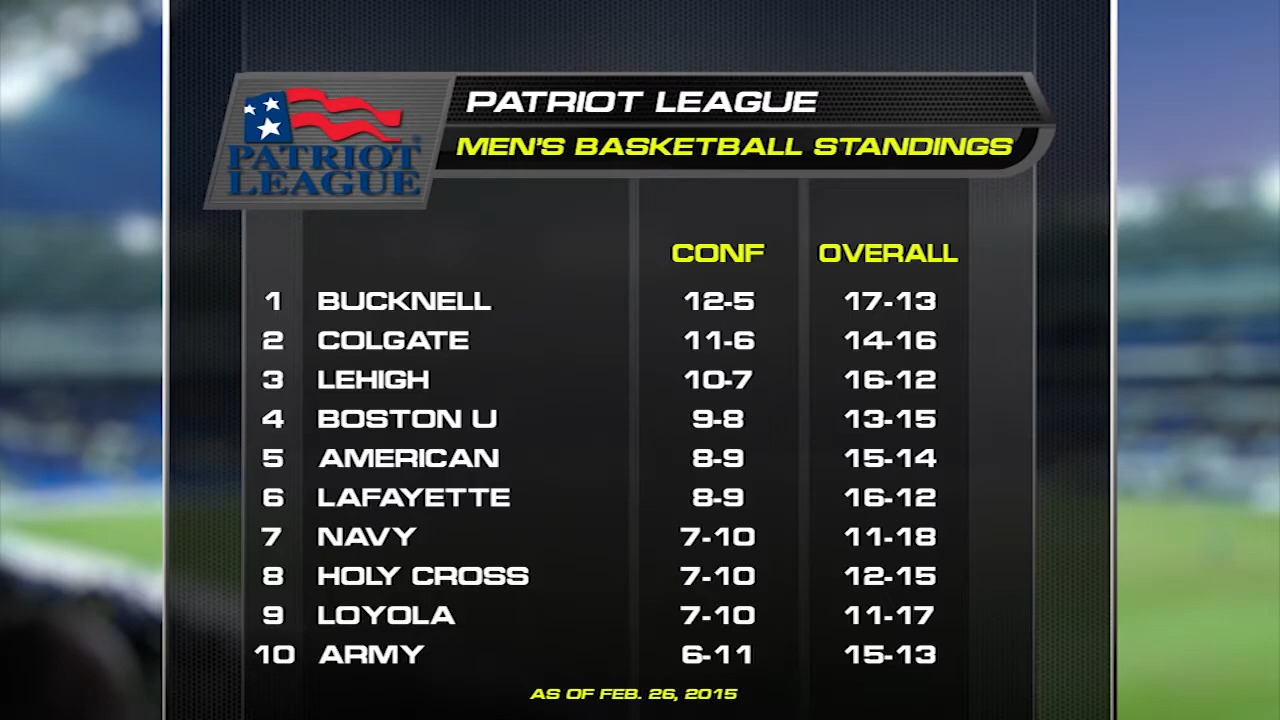 PATRIOT LEAGUE
PATRIOT LEAGUE
MEN'S BASKETBALL STANDINGS
CONF OVERALL
1 BUCKNELL 12-5 17-13
2 COLGATE 11-6 14-16
3 LEHIGH 10-7 16-12
4 BOSTON U 9-8 13-15
5 AMERICAN 8-9 15-14
6 LAFAYETTE 8-9 16-12
7 NAVY 7-10 11-18
8 HOLY CROSS 7-10 12-15
9 LOYOLA 7-10 11-17
10 ARMY 6-11 15-13
AS OF FEB. 26, 2015